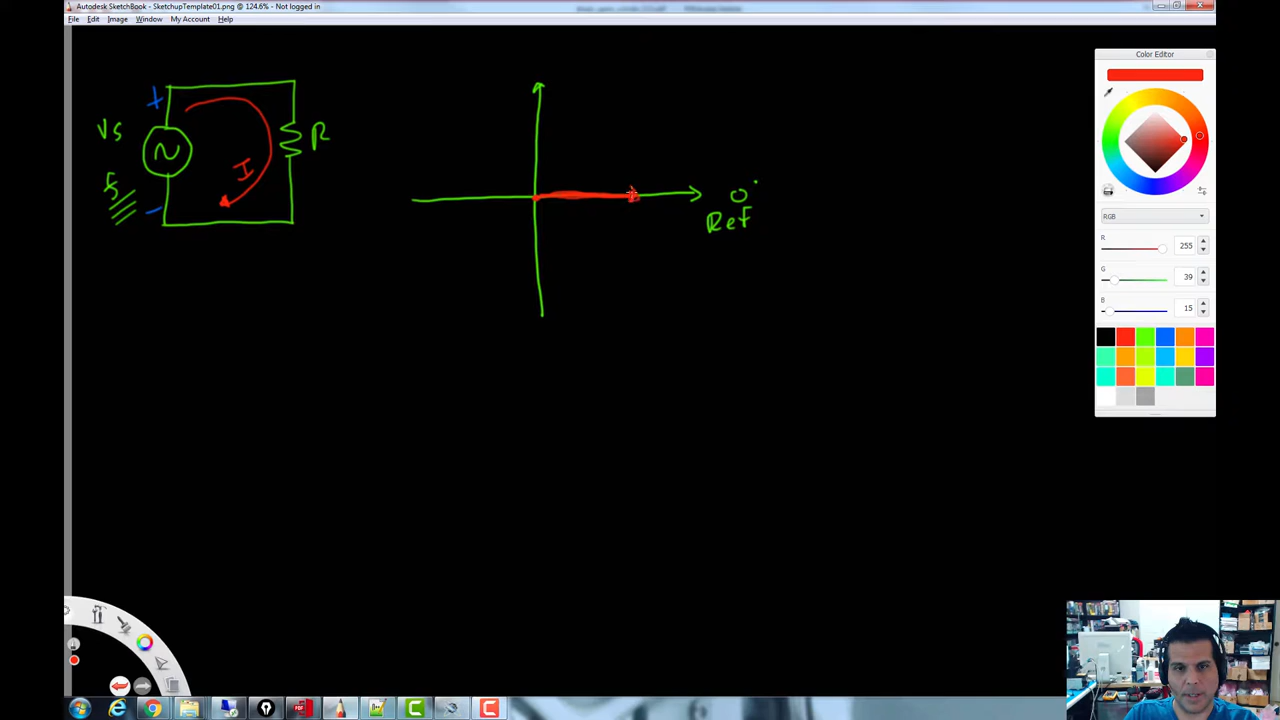 Autodesk SketchBook - SketchupTemplate01.png @ 124.6% - Not logged in
File Edit Image Window My Account Help
Color Editor
+
Vs
f
-
I
R
0°
Ref
RGB
R 255
G 39
B 15
PDF